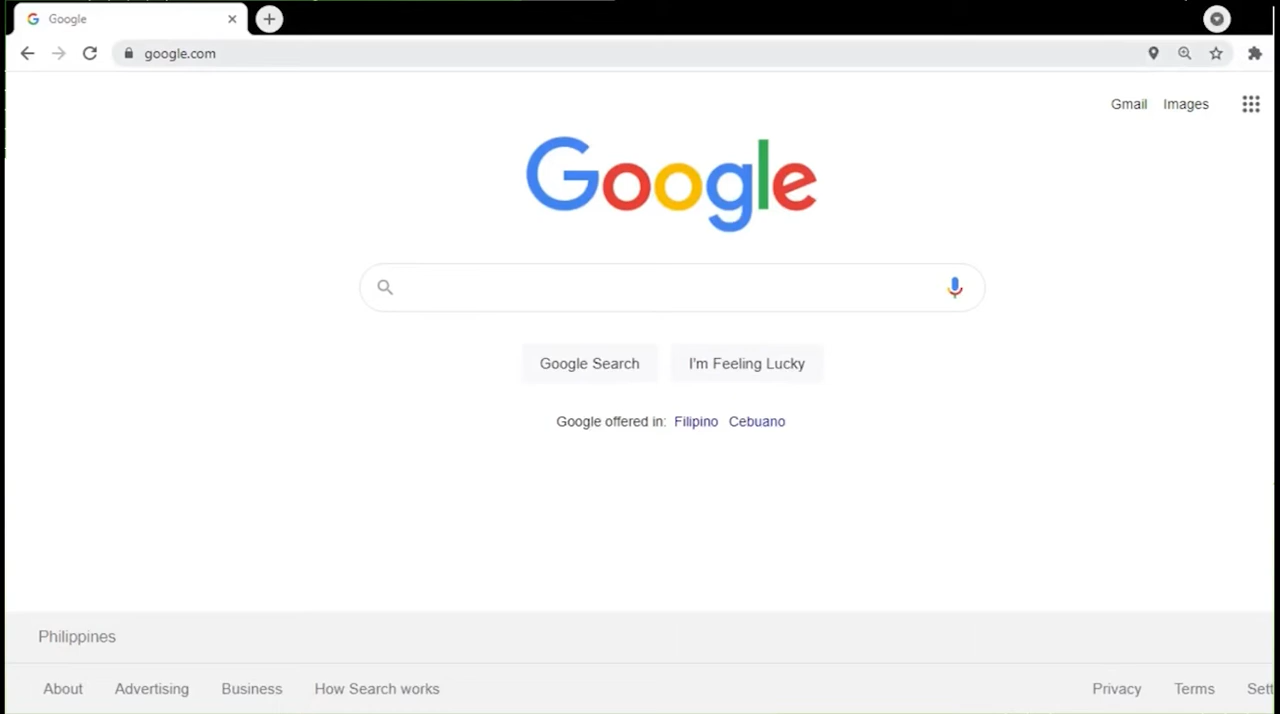 Google
google.com
Gmail Images
Google
Google Search I'm Feeling Lucky
Google offered in: Filipino Cebuano
Philippines
About Advertising Business How Search works Privacy Terms Sett